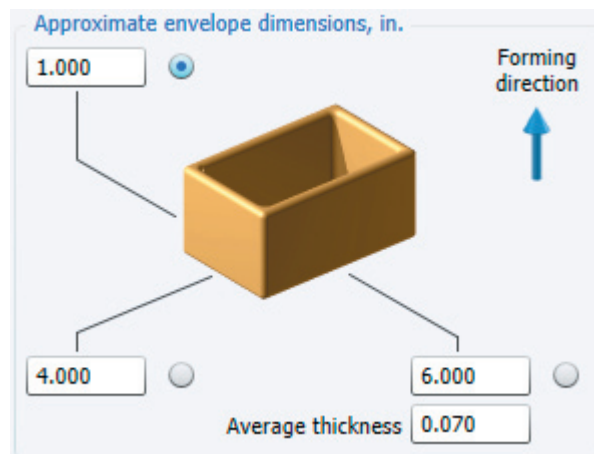 Approximate envelope dimensions, in.
1.000
Forming
direction
4.000
6.000
Average thickness 0.070